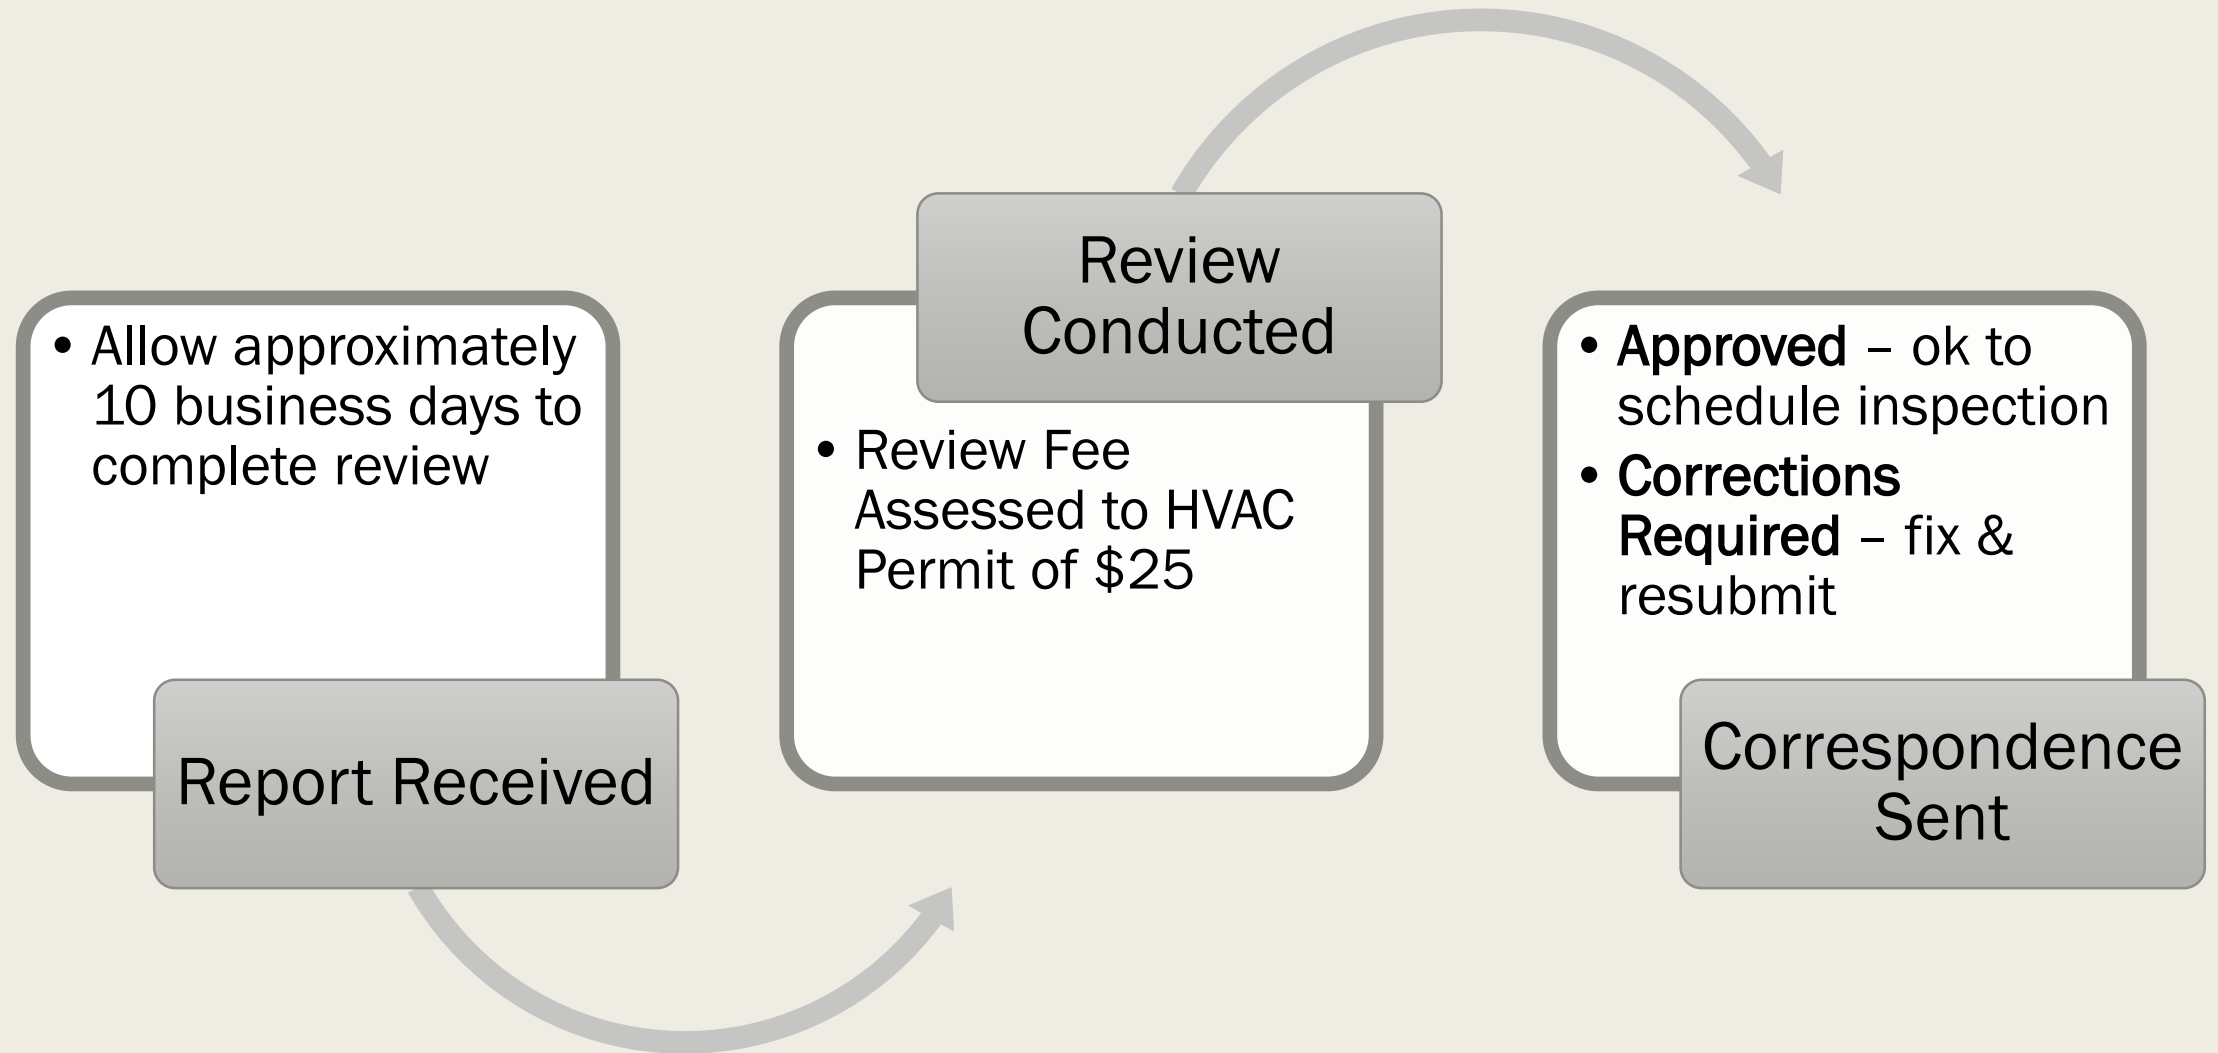 • Allow approximately
10 business days to
complete review
Report Received
Review
Conducted
• Review Fee
Assessed to HVAC
Permit of $25
• Approved – ok to
schedule inspection
• Corrections
Required – fix &
resubmit
Correspondence
Sent